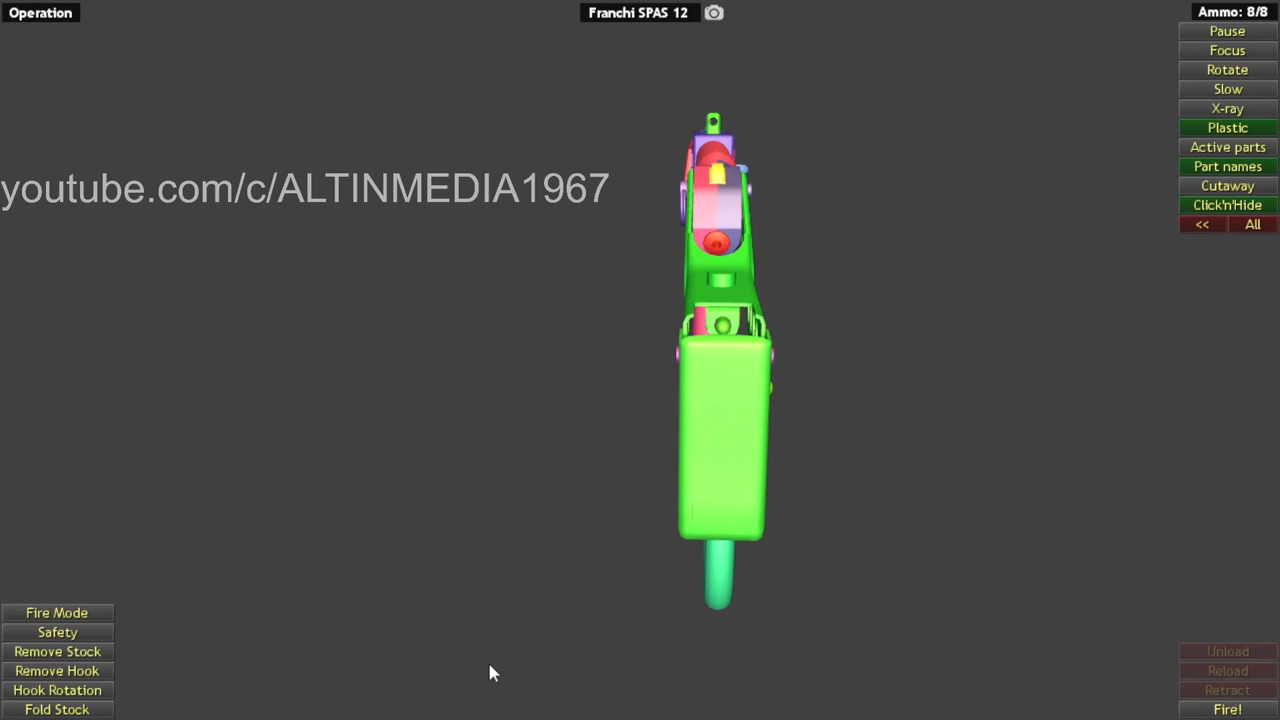 Operation
Franchi SPAS 12
Ammo: 8/8
Pause
Focus
Rotate
Slow
X-ray
Plastic
Active parts
Part names
Cutaway
Click'n'Hide
<< All
youtube.com/c/ALTINMEDIA1967
Fire Mode
Safety
Remove Stock
Remove Hook
Hook Rotation
Fold Stock
Unload
Reload
Retract
Fire!